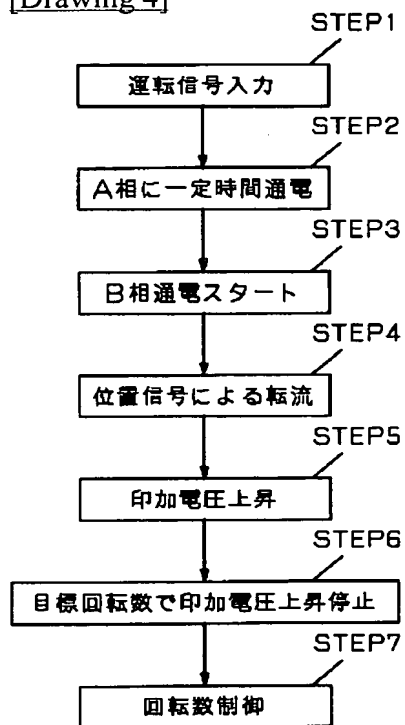 [Drawing 4]
STEP1
運転信号入力
STEP2
A相に一定時間通電
STEP3
B相通電スタート
STEP4
位置信号による転流
STEP5
印加電圧上昇
STEP6
目標回転数で印加電圧上昇停止
STEP7
回転数制御